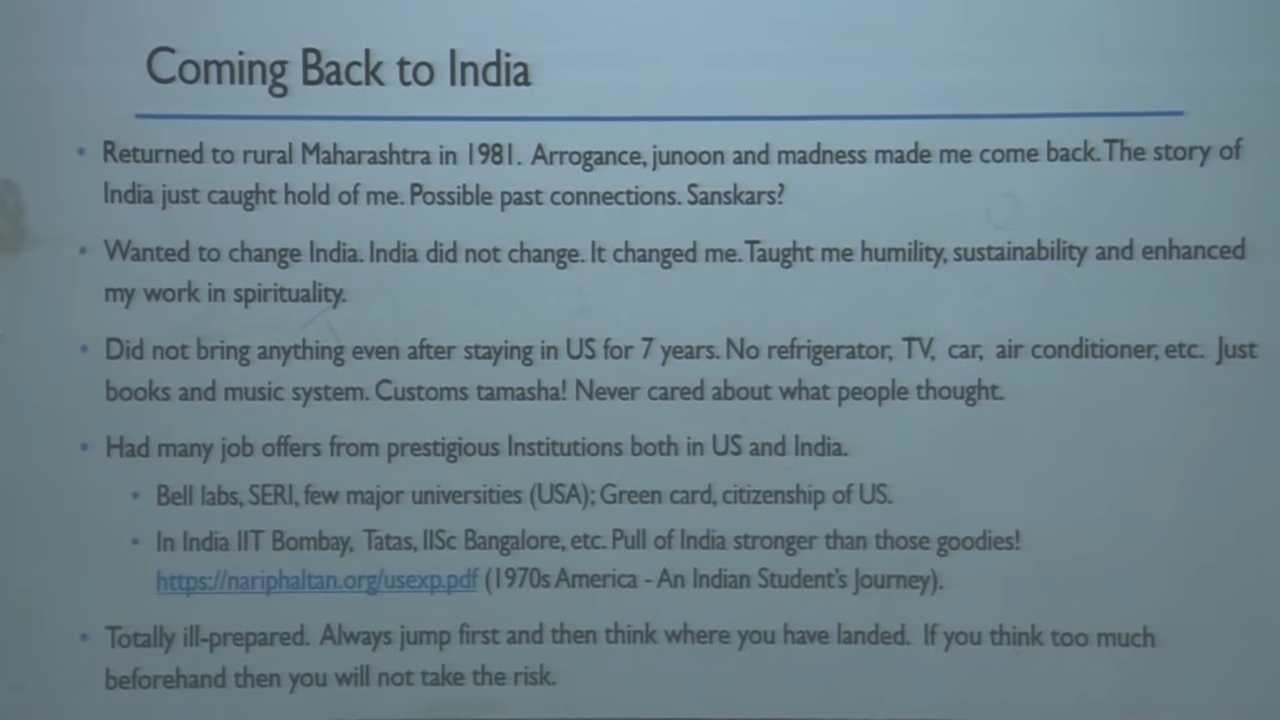 Coming Back to India
• Returned to rural Maharashtra in 1981. Arrogance, junoon and madness made me come back. The story of
India just caught hold of me. Possible past connections. Sanskars?
• Wanted to change India. India did not change. It changed me. Taught me humility, sustainability and enhanced
my work in spirituality.
• Did not bring anything even after staying in US for 7 years. No refrigerator, TV, car, air conditioner, etc. Just
books and music system. Customs tamasha! Never cared about what people thought.
• Had many job offers from prestigious Institutions both in US and India.
• Bell labs, SERI, few major universities (USA); Green card, citizenship of US.
• In India IIT Bombay, Tatas, IISc Bangalore, etc. Pull of India stronger than those goodies!
https://nariphaltan.org/usexp.pdf (1970s America - An Indian Student's Journey).
• Totally ill-prepared. Always jump first and then think where you have landed. If you think too much
beforehand then you will not take the risk.